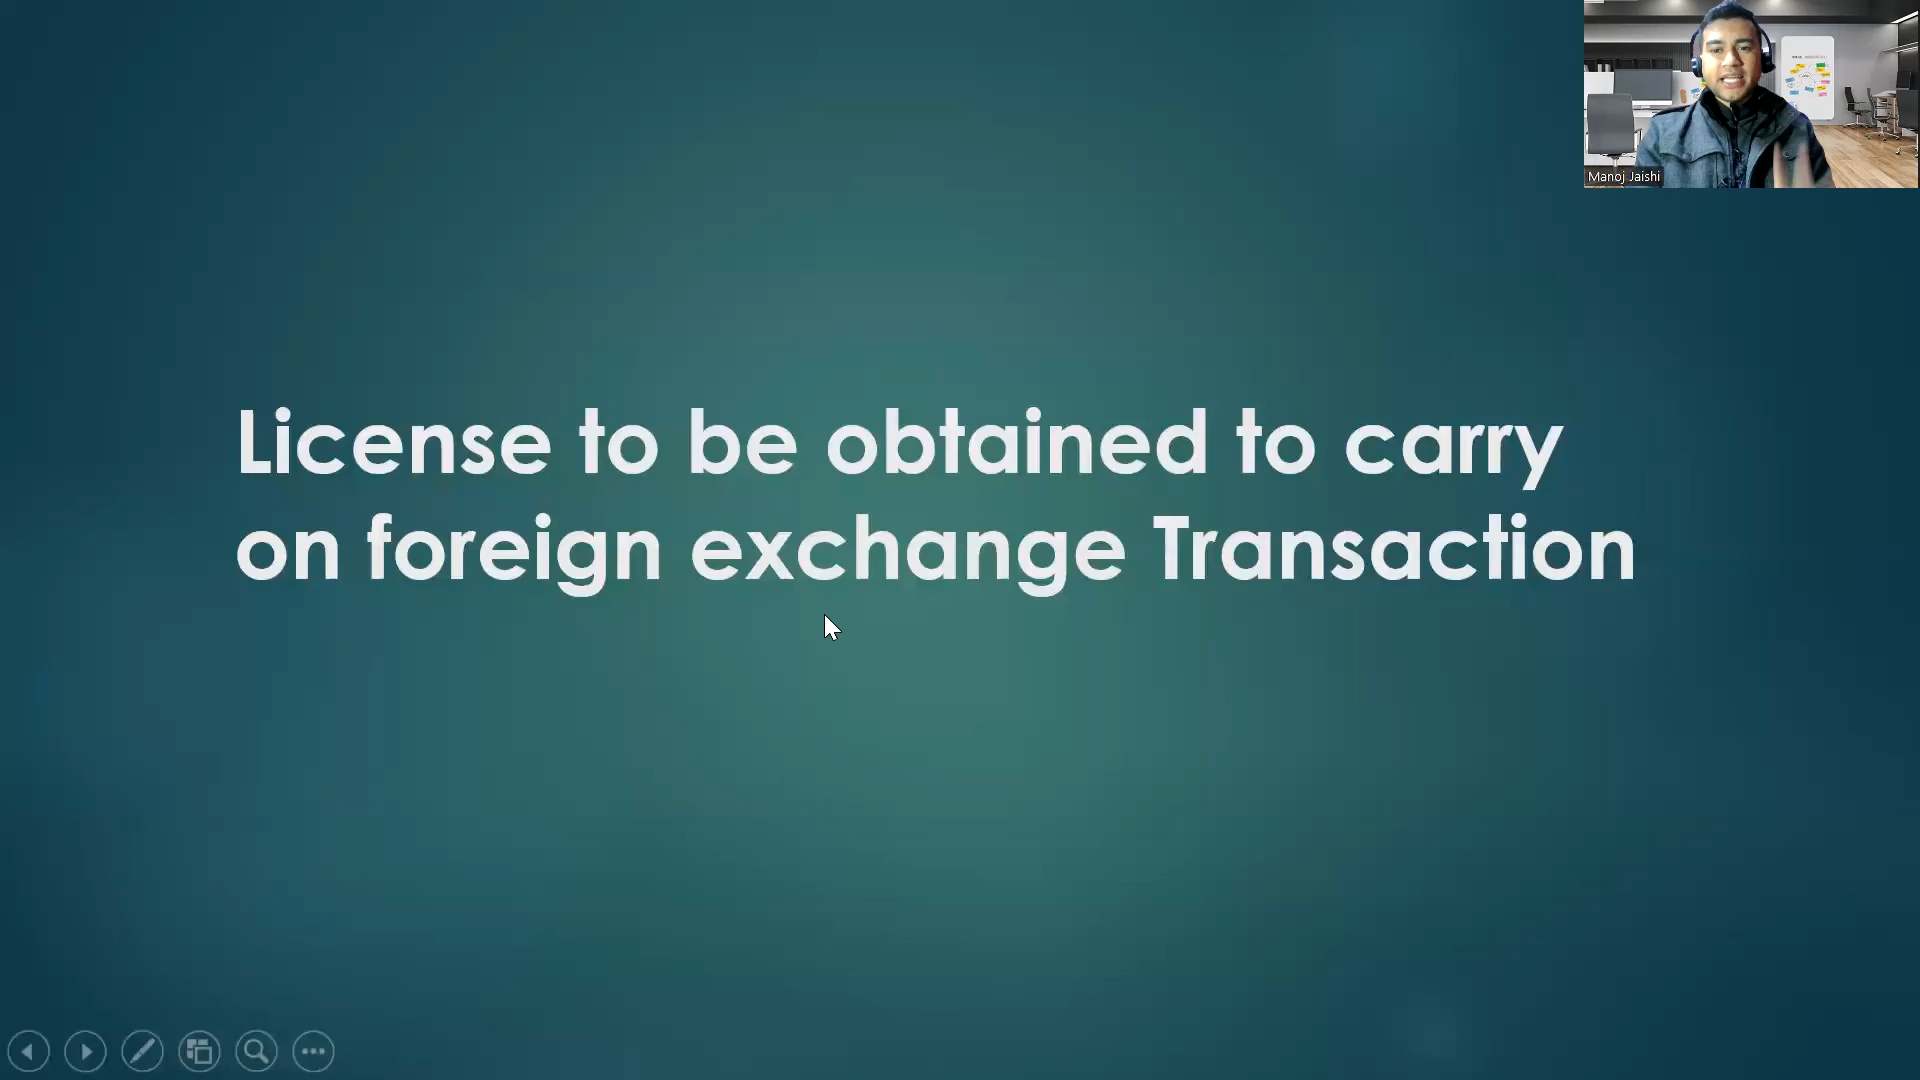 Manoj Jaishi
License to be obtained to carry
on foreign exchange Transaction